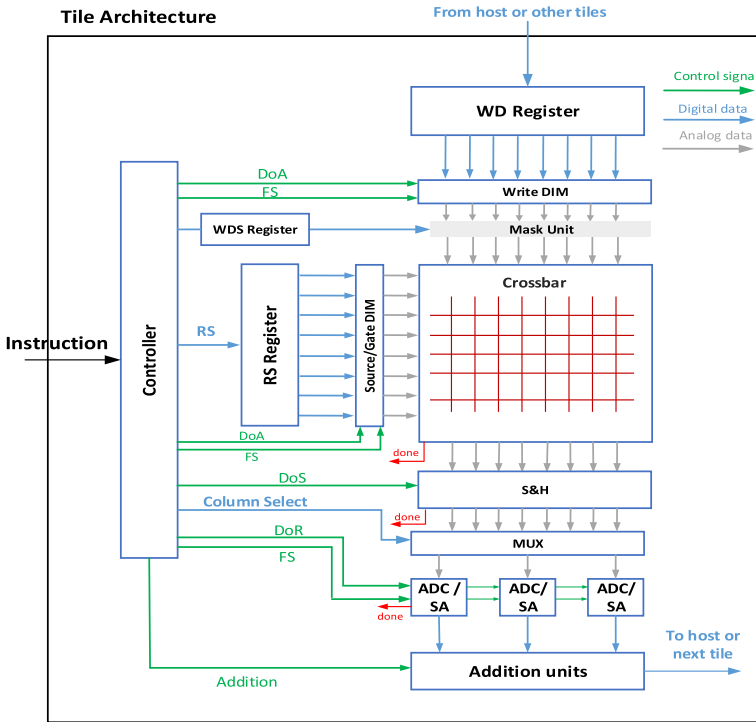 Tile Architecture
From host or other tiles
Control signa
WD Register
Digital data
Analog data
DoA
FS
Write DIM
WDS Register
Mask Unit
Crossbar
Instruction
Controller
RS
RS Register
Source/Gate DIM
DoA
FS
done
DoS
S&H
Column Select
done
DoR
MUX
FS
ADC /
SA
ADC/
SA
ADC/
SA
done
To host or
next tile
Addition units
Addition